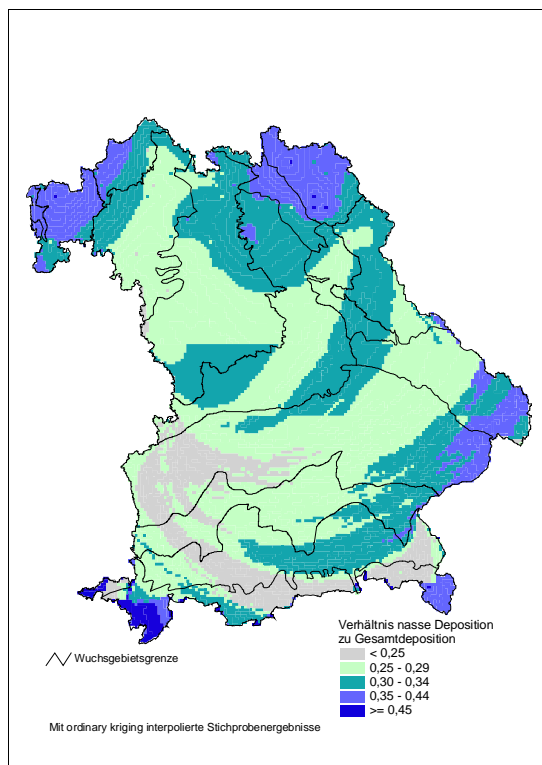 Verhältnis nasse Deposition
zu Gesamtdeposition
< 0,25
0,25 - 0,29
0,30 - 0,34
0,35 - 0,44
>= 0,45
Wuchsgebietsgrenze
Mit ordinary kriging interpolierte Stichprobenergebnisse